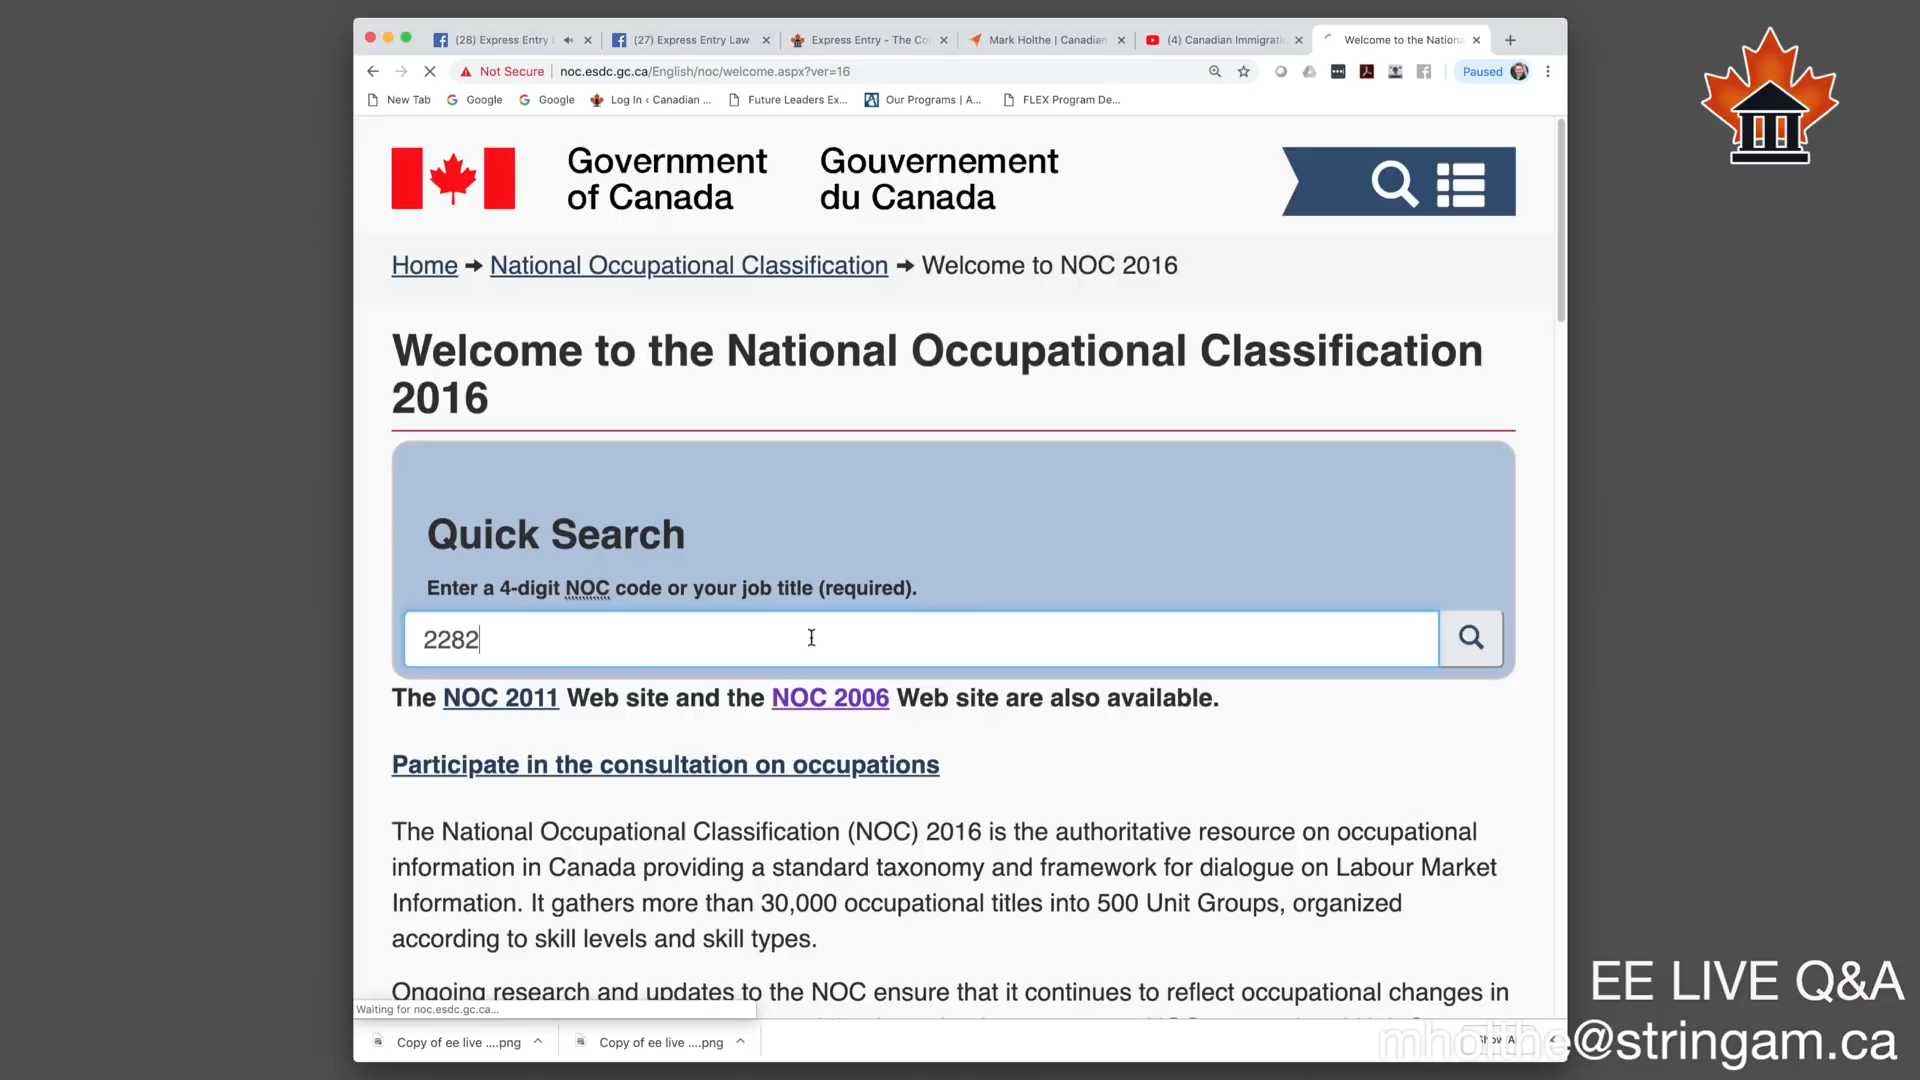 (28) Express Entry L
(27) Express Entry Law
Express Entry - The Co
Mark Holthe | Canadian
(4) Canadian Immigrati
Welcome to the Nationa
Not Secure
noc.esdc.gc.ca/English/noc/welcome.aspx?ver=16
Paused
New Tab
Google
Google
Log In ‹ Canadian ...
Future Leaders Ex...
Our Programs | A...
FLEX Program De...
Government of Canada
Gouvernement du Canada
Home → National Occupational Classification → Welcome to NOC 2016
Welcome to the National Occupational Classification
2016
Quick Search
Enter a 4-digit NOC code or your job title (required).
2282
The NOC 2011 Web site and the NOC 2006 Web site are also available.
Participate in the consultation on occupations
The National Occupational Classification (NOC) 2016 is the authoritative resource on occupational
information in Canada providing a standard taxonomy and framework for dialogue on Labour Market
Information. It gathers more than 30,000 occupational titles into 500 Unit Groups, organized
according to skill levels and skill types.
Ongoing research and updates to the NOC ensure that it continues to reflect occupational changes in
Waiting for noc.esdc.gc.ca...
Copy of ee live ....png
Copy of ee live ....png
EE LIVE Q&A
mholthe@stringam.ca